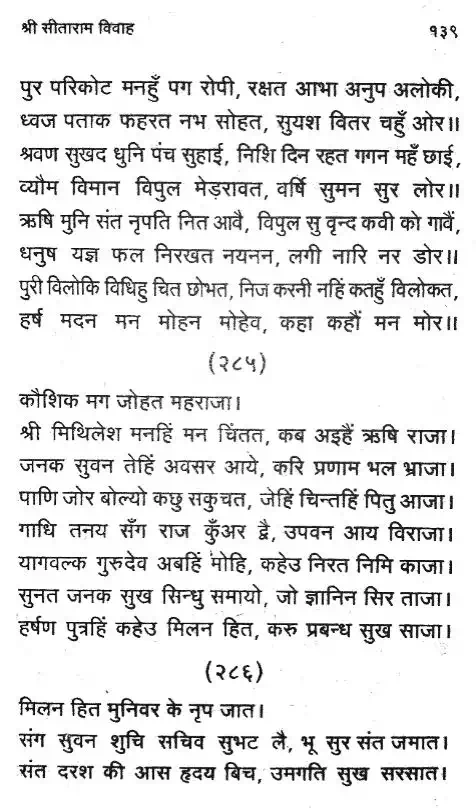 श्री सीताराम विवाह
१३९
पुर परिकोट मनहुँ पग रोपी, रक्षत आभा अनुप अलोकी,
ध्वज पताक फहरत नभ सोहत, सुयश वितर चहुँ ओर॥
श्रवण सुखद धुनि पंच सुहाई, निशि दिन रहत गगन महँ छाई,
व्यौम विमान विपुल मेड़रावत, वर्षि सुमन सुर लोर॥
ऋषि मुनि संत नृपति नित आवै, विपुल सु वृन्द कवी को गावैं,
धनुष यज्ञ फल निरखत नयनन, लगी नारि नर डोर॥
पुरी विलोकि विधिहु चित छोभत, निज करनी नहिं कतहुँ विलोकत,
हर्ष मदन मन मोहन मोहेव, कहा कहौं मन मोर॥
(२८५)
कौशिक मग जोहत महराजा।
श्री मिथिलेश मनहिं मन चिंतत, कब अइहैं ऋषि राजा।
जनक सुवन तेहिं अवसर आये, करि प्रणाम भल भ्राजा।
पाणि जोर बोल्यो कछु सकुचत, जेहिं चिन्तहिं पितु आजा।
गाधि तनय सँग राज कुँअर द्वै, उपवन आय विराजा।
यागवल्क गुरुदेव अबहिं मोहि, कहेउ निरत निमि काजा।
सुनत जनक सुख सिन्धु समायो, जो ज्ञानिन सिर ताजा।
हर्षण पुत्रहिं कहेउ मिलन हित, करु प्रबन्ध सुख साजा।
(२८६)
मिलन हित मुनिवर के नृप जात।
संग सुवन शुचि सचिव सुभट लै, भू सुर संत जमात।
संत दरश की आस हृदय बिच, उमगति सुख सरसात।